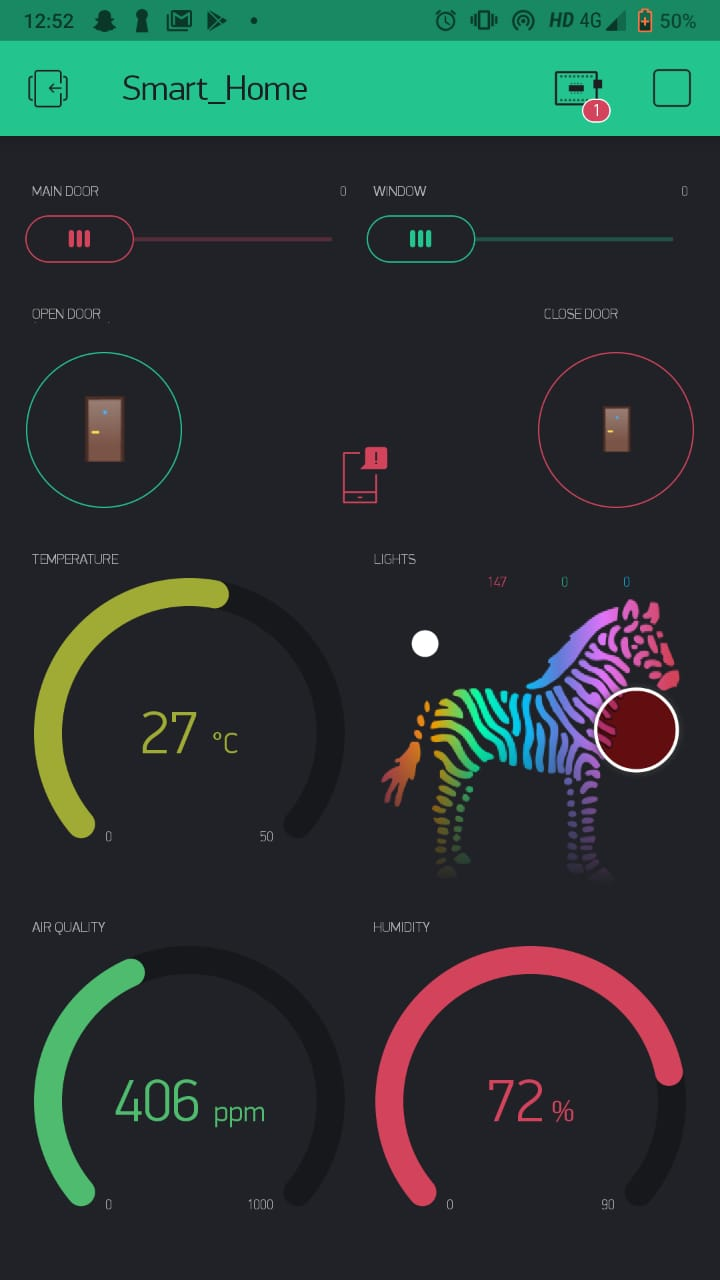 12:52 HD 4G 50%
Smart_Home
1
MAIN DOOR 0 WINDOW 0
OPEN DOOR CLOSE DOOR
TEMPERATURE LIGHTS
147 0 0
27 °C
0 50
AIR QUALITY HUMIDITY
406 ppm 72 %
0 1000 0 90